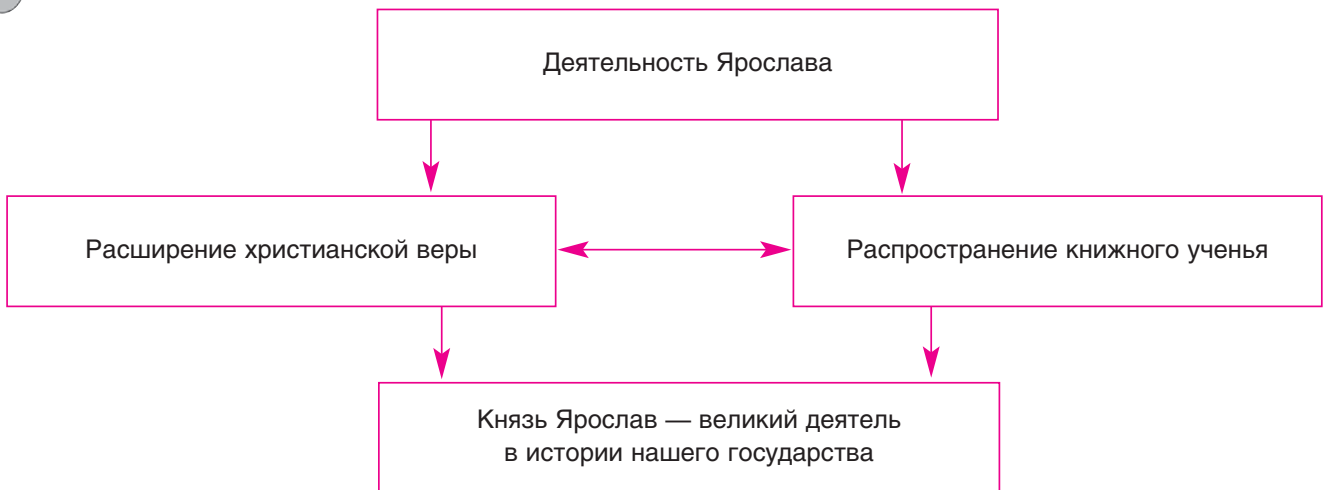 Деятельность Ярослава
Расширение христианской веры
Распространение книжного ученья
Князь Ярослав — великий деятель
в истории нашего государства